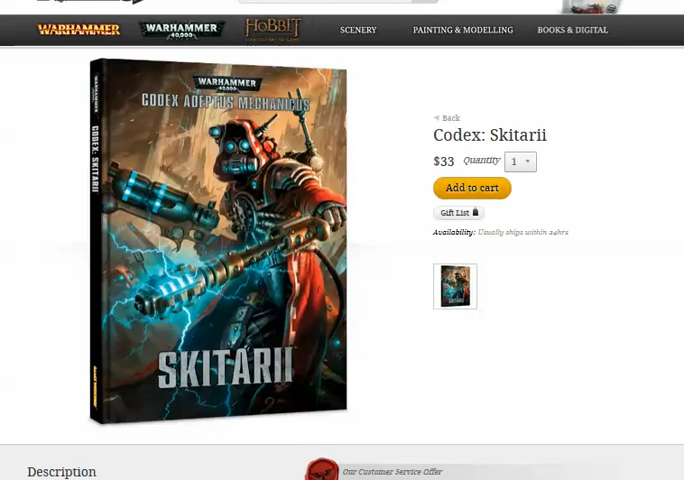 WARHAMMER
WARHAMMER
40,000
THE HOBBIT
SCENERY
PAINTING & MODELLING
BOOKS & DIGITAL
WARHAMMER
40,000
CODEX ADEPTUS MECHANICUS
CODEX: SKITARII
SKITARII
Back
Codex: Skitarii
$33 Quantity 1
Add to cart
Gift List
Availability: Usually ships within 24hrs
SKITARII
Description
Our Customer Service Offer